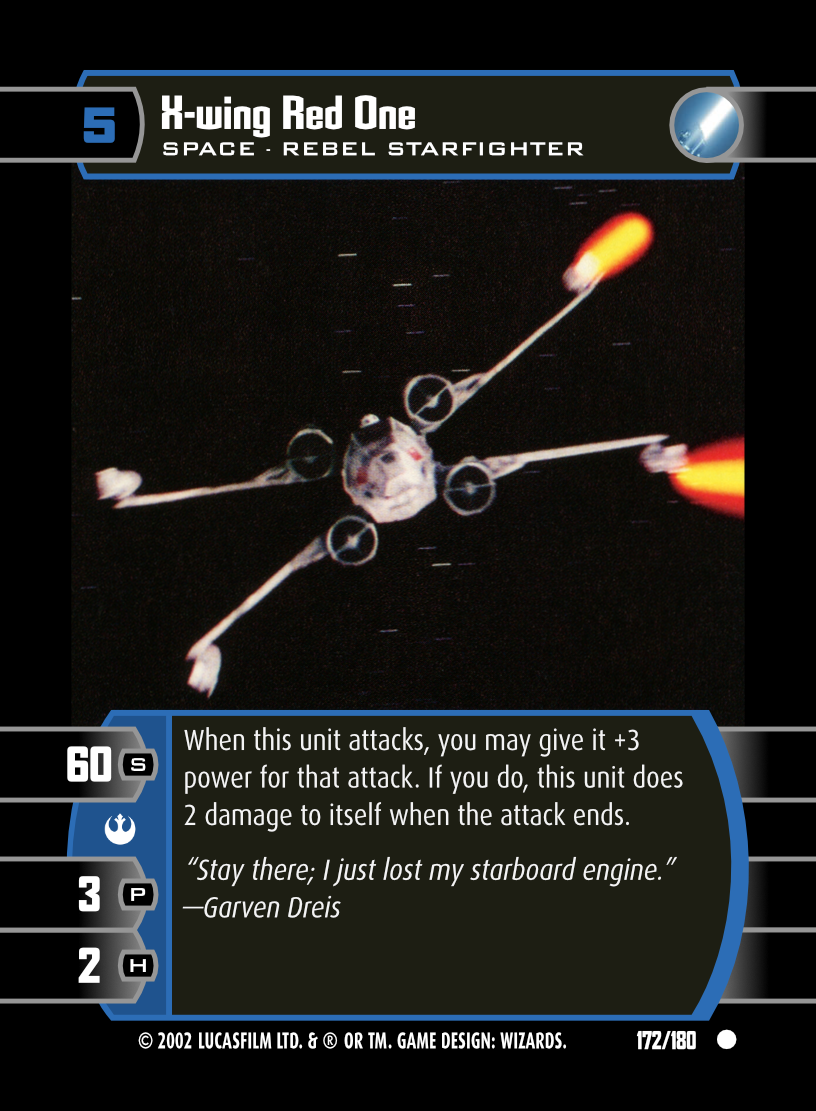 5
X-wing Red One
SPACE - REBEL STARFIGHTER
60 S
3 P
2 H
When this unit attacks, you may give it +3
power for that attack. If you do, this unit does
2 damage to itself when the attack ends.
“Stay there; I just lost my starboard engine.”
—Garven Dreis
© 2002 LUCASFILM LTD. & ® OR TM. GAME DESIGN: WIZARDS.
172/180